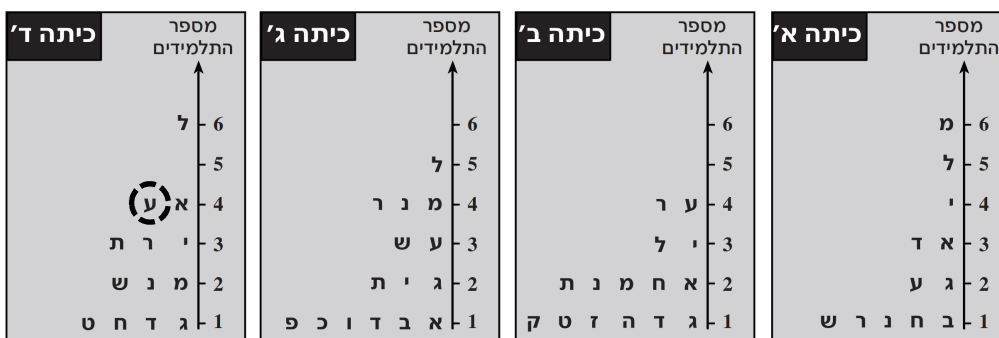 מספר
התלמידים
כיתה א'
6 מ
5 ל
4 י
3 א ד
2 ג ע
1 ב ח נ ר ש
מספר
התלמידים
כיתה ב'
6
5
4 ע ר
3 י ל
2 א ח מ נ ת
1 ג ד ה ז ט ק
מספר
התלמידים
כיתה ג'
6
5 ל
4 מ נ ר
3 ע ש
2 ג י ת
1 א ב ד ו כ פ
מספר
התלמידים
כיתה ד'
6 ל
5
4 א ע
3 י ר ת
2 מ נ ש
1 ג ד ח ט